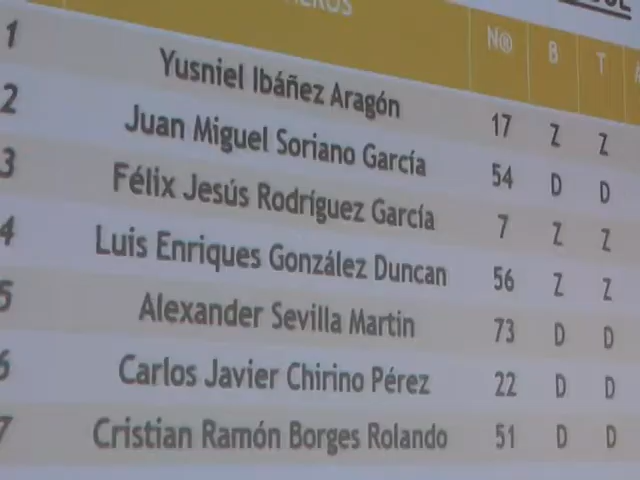 N® B T
1 Yusniel Ibáñez Aragón 17 Z Z
2 Juan Miguel Soriano García 54 D D
3 Félix Jesús Rodríguez García 7 Z Z
4 Luis Enriques González Duncan 56 Z Z
5 Alexander Sevilla Martin 73 D D
6 Carlos Javier Chirino Pérez 22 D D
7 Cristian Ramón Borges Rolando 51 D D